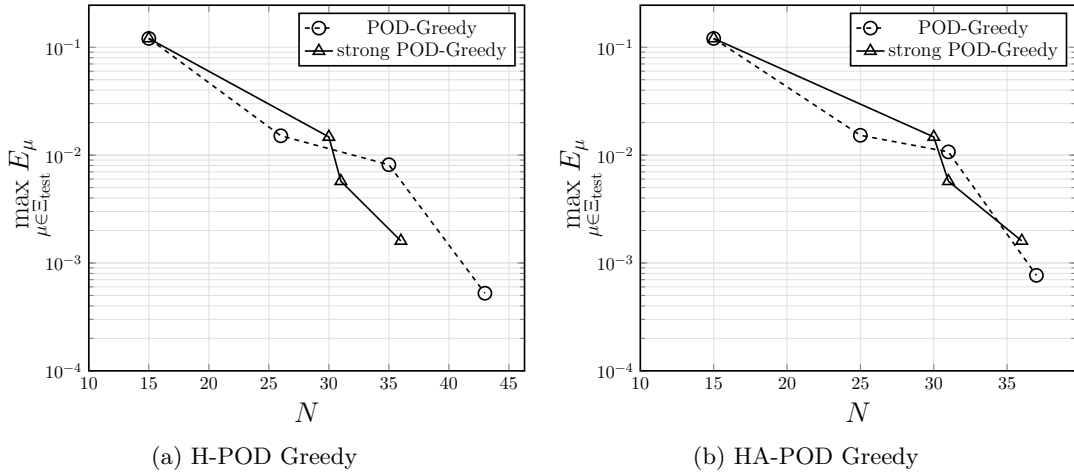 POD-Greedy
strong POD-Greedy
10^{-1}
10^{-2}
10^{-3}
10^{-4}
max E_μ
μ∈Ξ_test
10 15 20 25 30 35 40 45
N
(a) H-POD Greedy
POD-Greedy
strong POD-Greedy
10^{-1}
10^{-2}
10^{-3}
10^{-4}
max E_μ
μ∈Ξ_test
10 15 20 25 30 35
N
(b) HA-POD Greedy